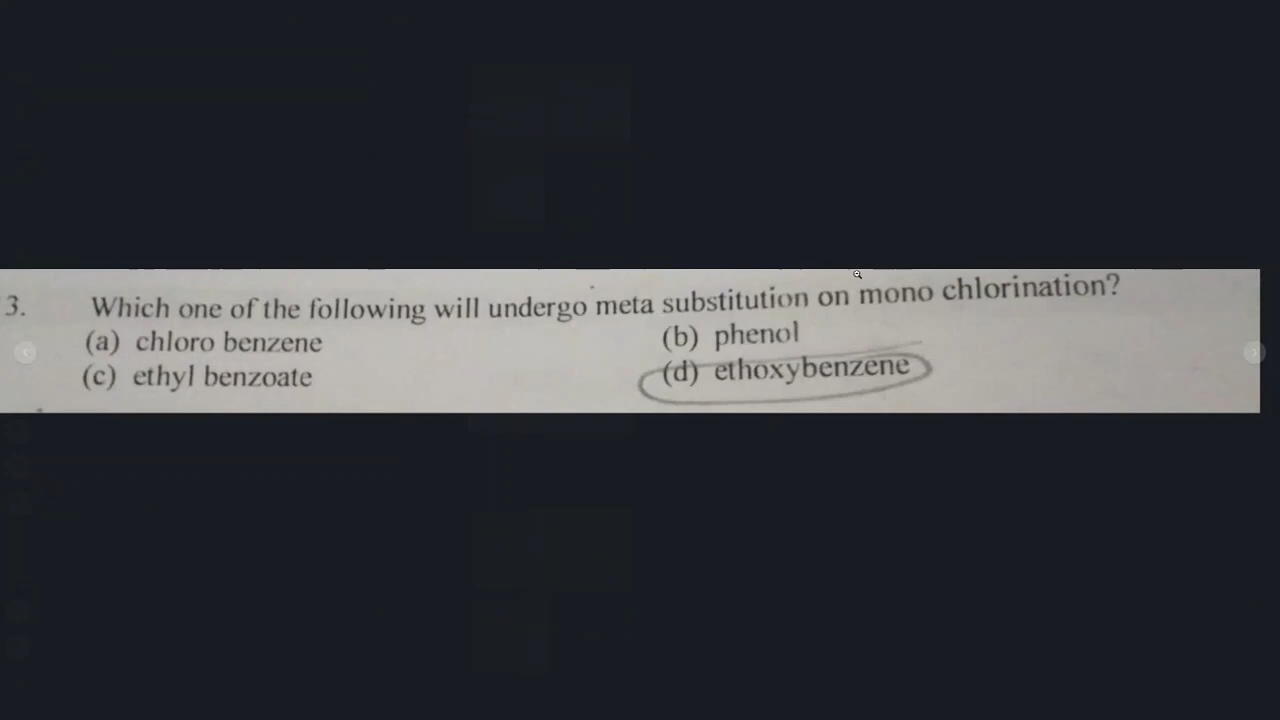 3. Which one of the following will undergo meta substitution on mono chlorination?
(a) chloro benzene (b) phenol
(c) ethyl benzoate (d) ethoxybenzene